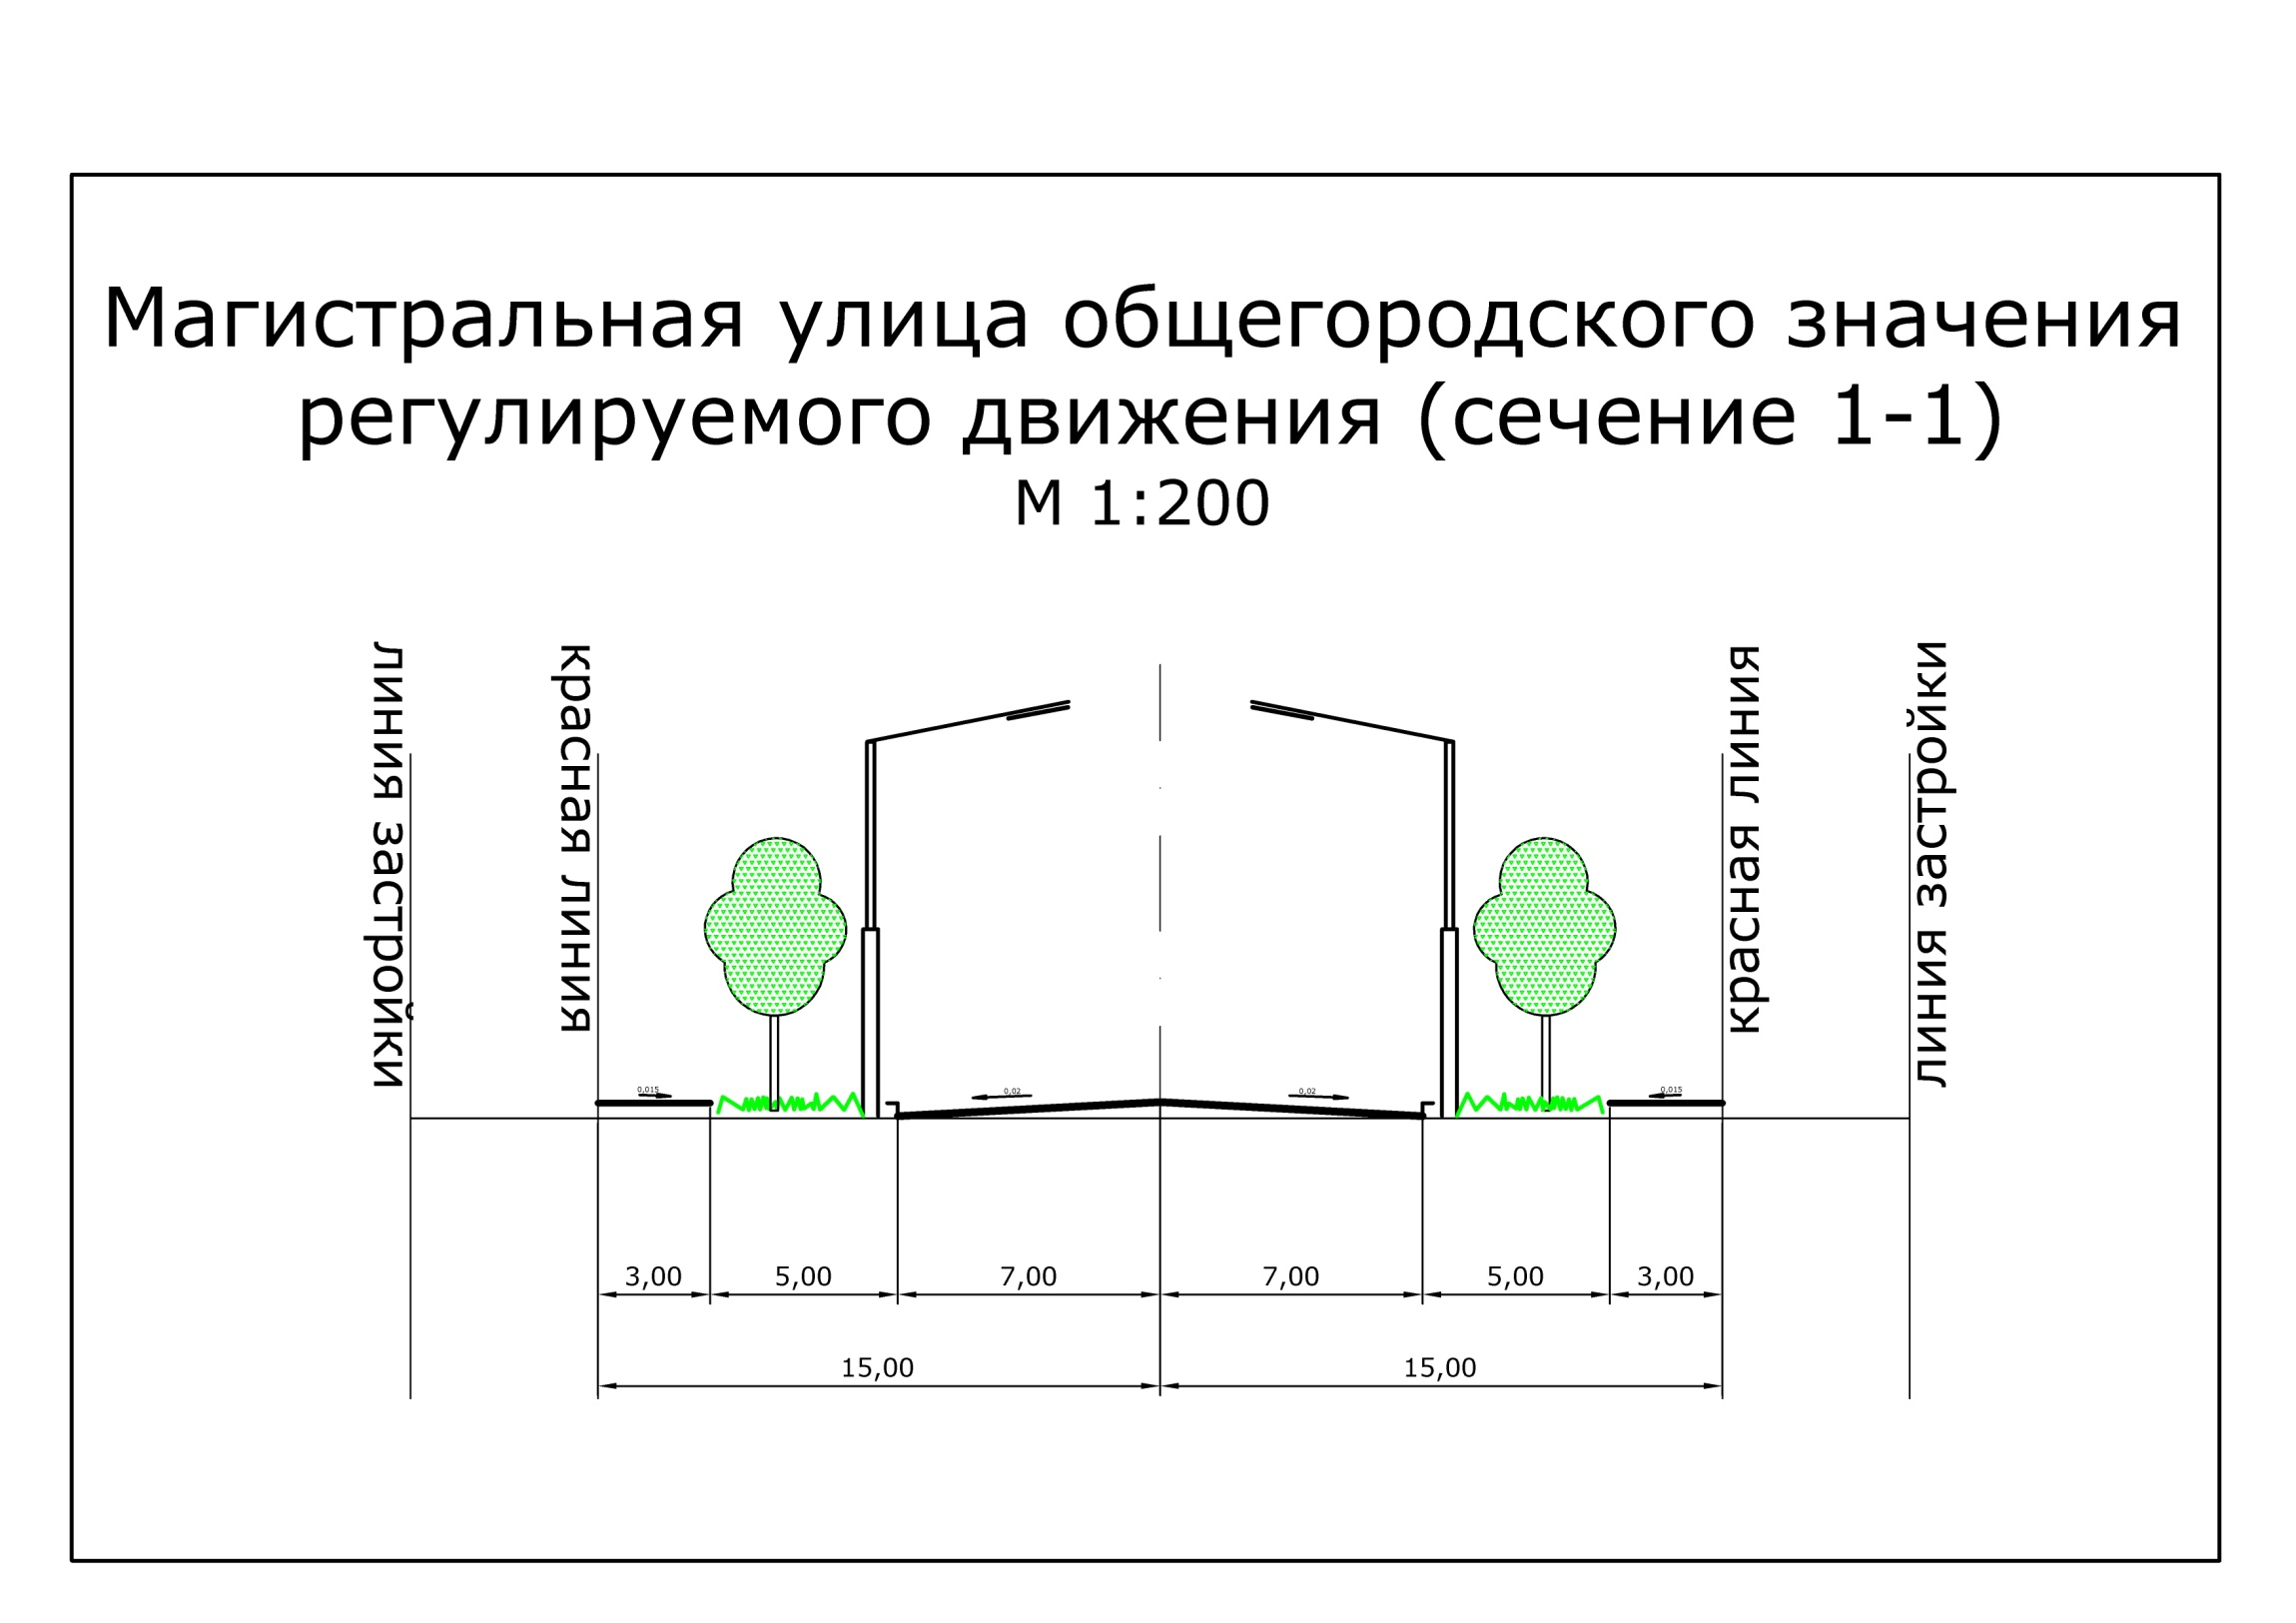 Магистральная улица общегородского значения
регулируемого движения (сечение 1-1)
М 1:200
линия застройки
красная линия
красная линия
линия застройки
0,015
0,02
0,02
0,015
3,00
5,00
7,00
7,00
5,00
3,00
15,00
15,00